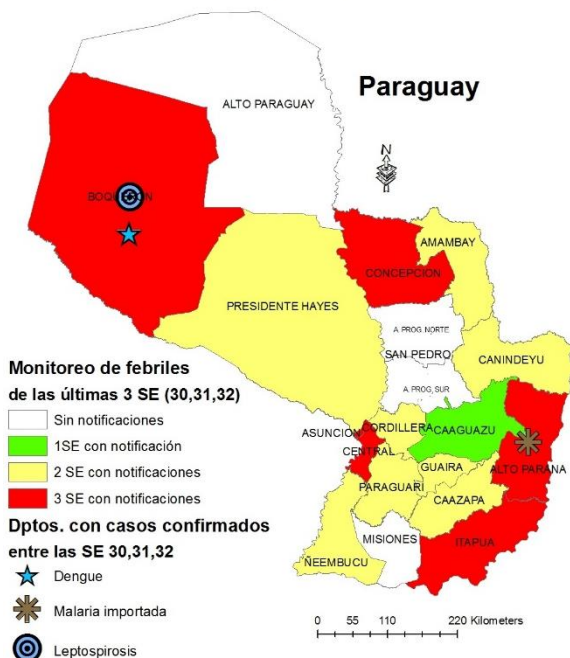 Paraguay
ALTO PARAGUAY
N
BOQUERON
AMAMBAY
CONCEPCION
PRESIDENTE HAYES
A PROG. NORTE
SAN PEDRO
CANINDEYU
A PROG. SUR
Monitoreo de febriles
de las últimas 3 SE (30,31,32)
Sin notificaciones
1SE con notificación
2 SE con notificaciones
3 SE con notificaciones
ASUNCIÓN
CORDILLERA
CENTRAL
CAAGUAZU
GUAIRA
ALTO PARANA
PARAGUARI
CAAZAPA
MISIONES
ITAPUA
ÑEEMBUCU
Dptos. con casos confirmados
entre las SE 30,31,32
Dengue
Malaria importada
Leptospirosis
0 55 110 220 Kilometers